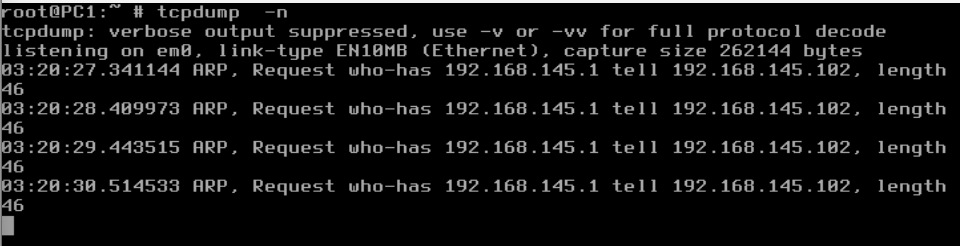 root@PC1:~ # tcpdump  -n
tcpdump: verbose output suppressed, use -v or -vv for full protocol decode
listening on em0, link-type EN10MB (Ethernet), capture size 262144 bytes
03:20:27.341144 ARP, Request who-has 192.168.145.1 tell 192.168.145.102, length
46
03:20:28.409973 ARP, Request who-has 192.168.145.1 tell 192.168.145.102, length
46
03:20:29.443515 ARP, Request who-has 192.168.145.1 tell 192.168.145.102, length
46
03:20:30.514533 ARP, Request who-has 192.168.145.1 tell 192.168.145.102, length
46